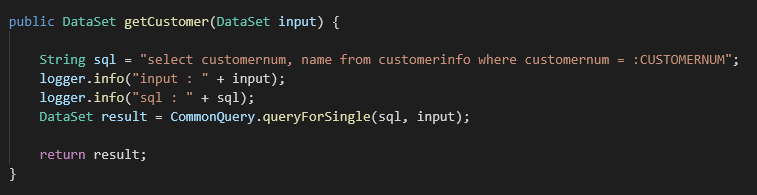 public DataSet getCustomer(DataSet input) {
String sql = "select customernum, name from customerinfo where customernum = :CUSTOMERNUM";
logger.info("input : " + input);
logger.info("sql : " + sql);
DataSet result = CommonQuery.queryForSingle(sql, input);
return result;
}